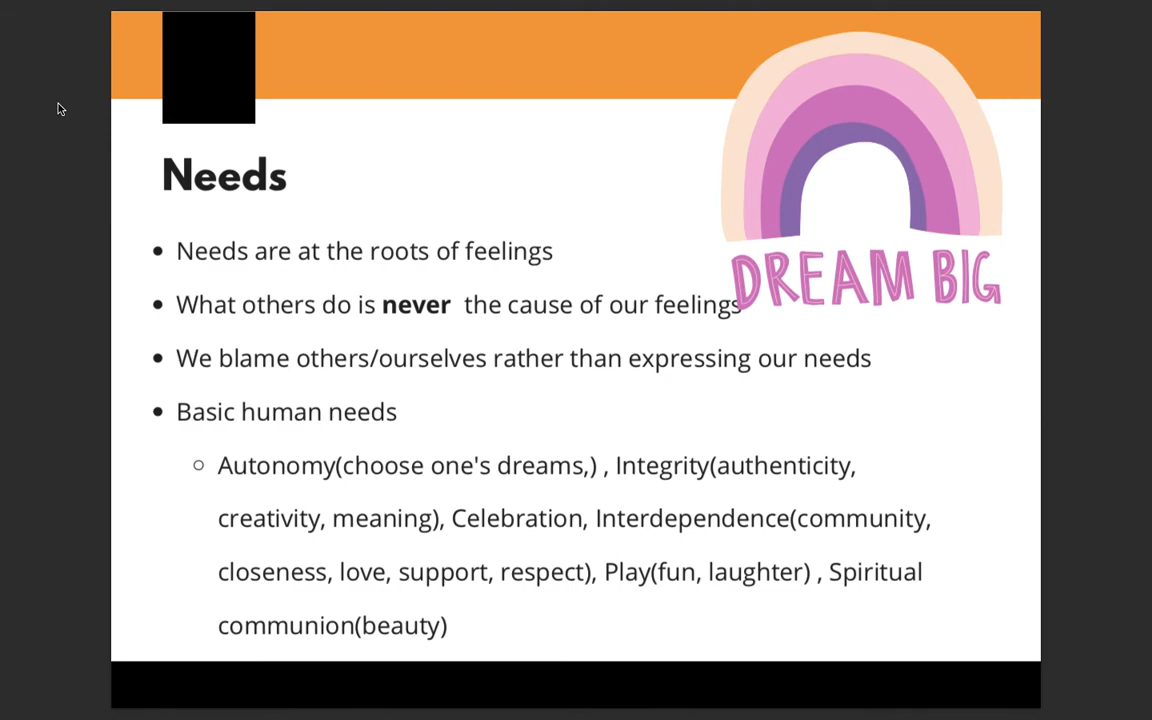 Needs
DREAM BIG
Needs are at the roots of feelings
What others do is never the cause of our feelings
We blame others/ourselves rather than expressing our needs
Basic human needs
Autonomy(choose one's dreams,) , Integrity(authenticity,
creativity, meaning), Celebration, Interdependence(community,
closeness, love, support, respect), Play(fun, laughter) , Spiritual
communion(beauty)